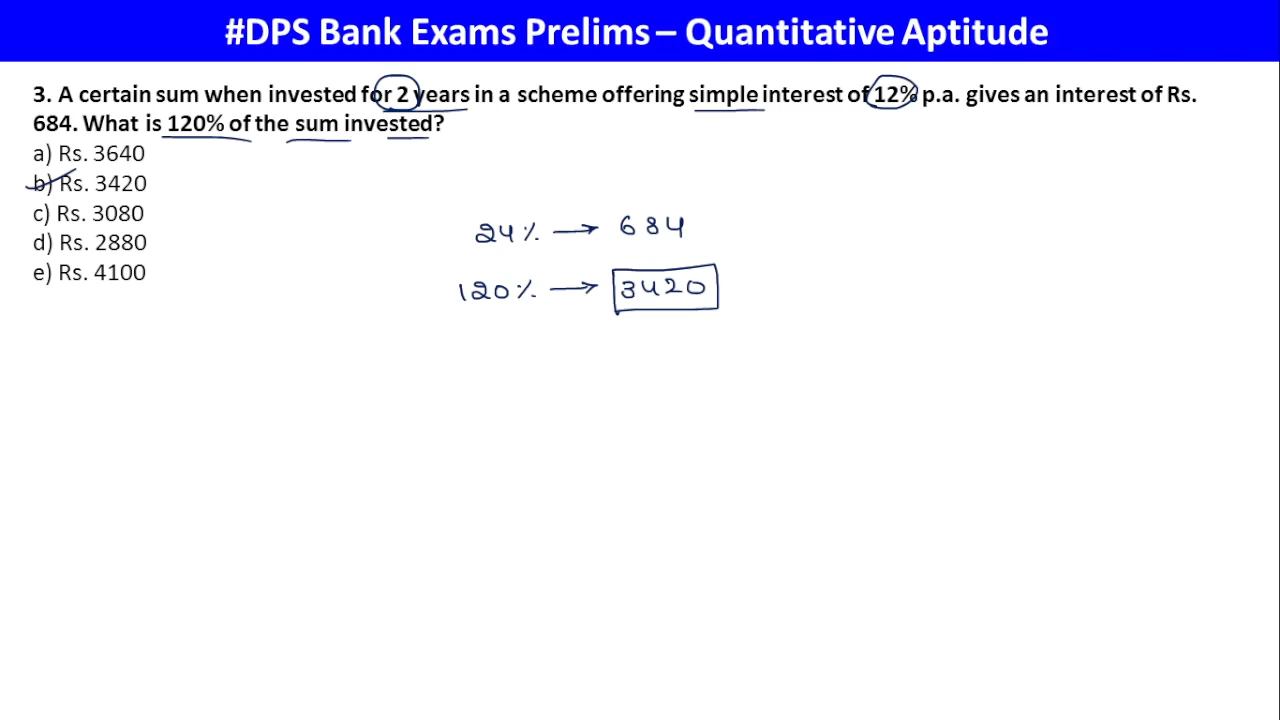 #DPS Bank Exams Prelims – Quantitative Aptitude
3. A certain sum when invested for 2 years in a scheme offering simple interest of 12% p.a. gives an interest of Rs.
684. What is 120% of the sum invested?
a) Rs. 3640
b) Rs. 3420
c) Rs. 3080
d) Rs. 2880
e) Rs. 4100
24% → 684
120% → 3420